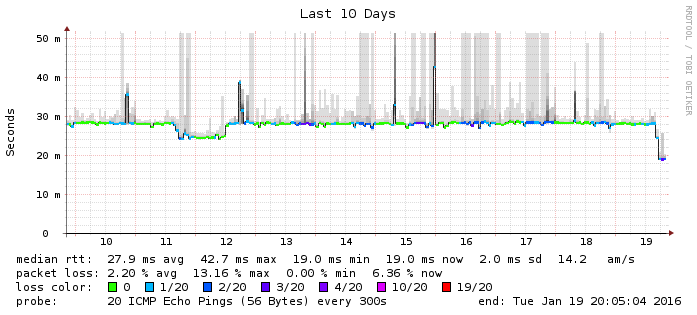 Last 10 Days
RRDTOOL / TOBI OETIKER
Seconds
50 m
40 m
30 m
20 m
10 m
0
10 11 12 13 14 15 16 17 18 19
median rtt: 27.9 ms avg 42.7 ms max 19.0 ms min 19.0 ms now 2.0 ms sd 14.2 am/s
packet loss: 2.20 % avg 13.16 % max 0.00 % min 6.36 % now
loss color: 0 1/20 2/20 3/20 4/20 10/20 19/20
probe: 20 ICMP Echo Pings (56 Bytes) every 300s end: Tue Jan 19 20:05:04 2016